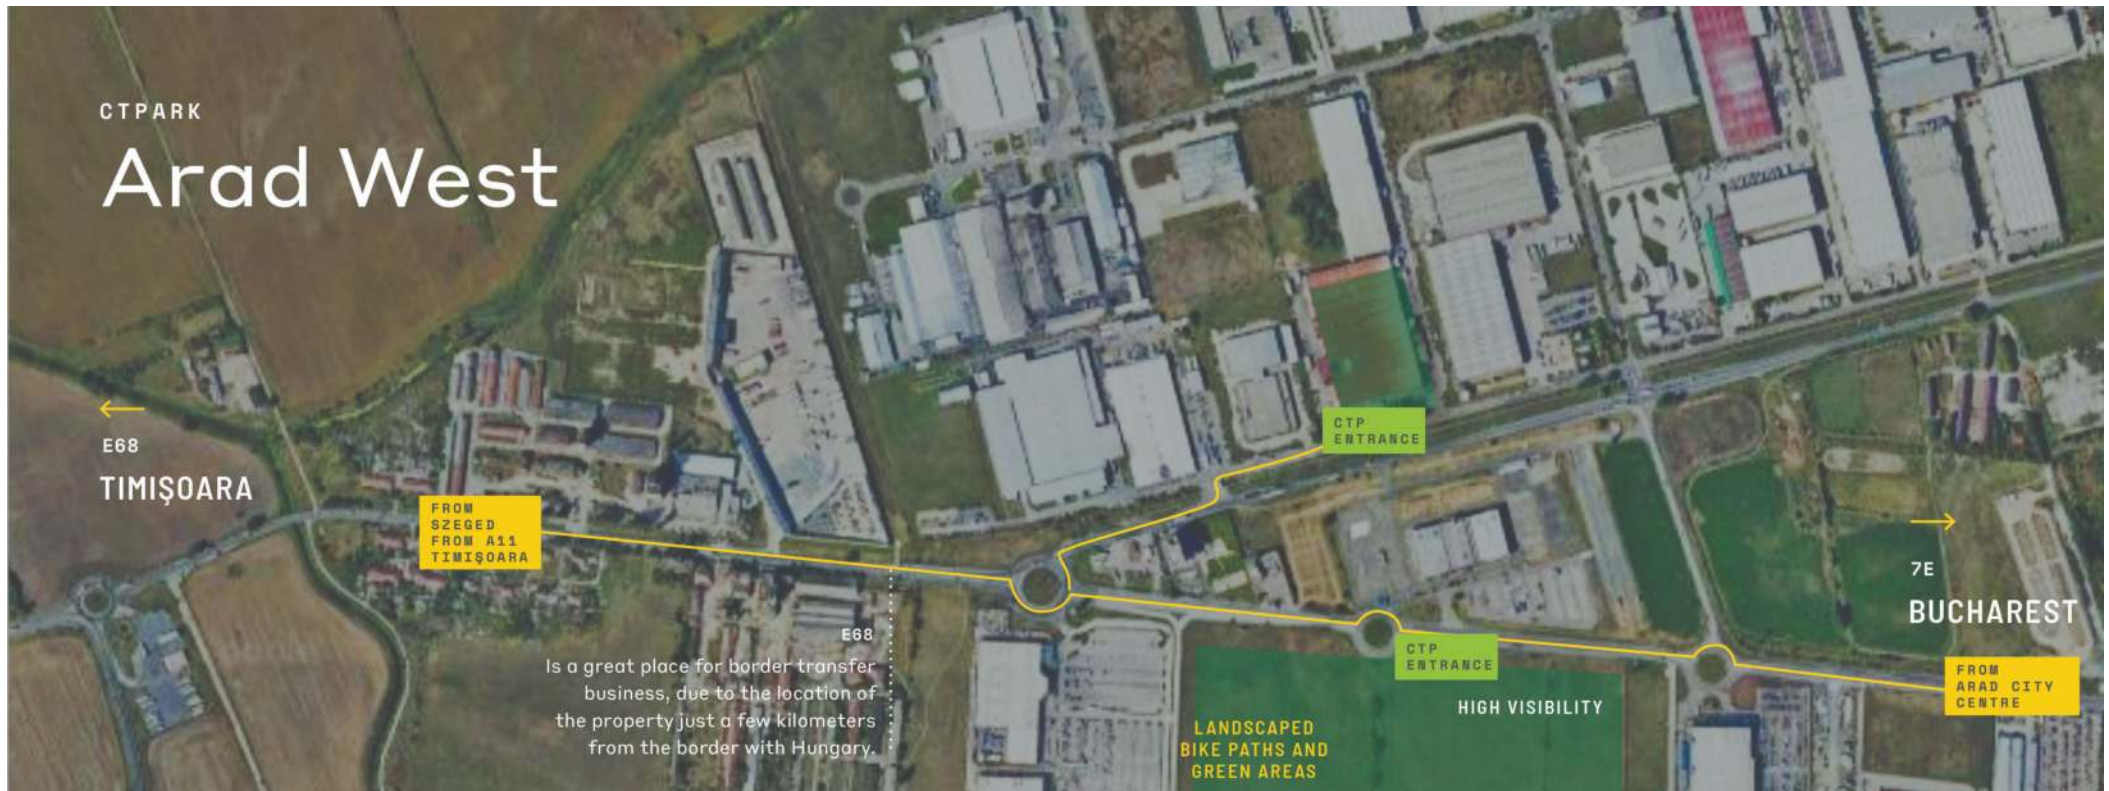 CTPARK
Arad West
E68
TIMIŞOARA
FROM
SZEGED
FROM A11
TIMIŞOARA
E68
Is a great place for border transfer
business, due to the location of
the property just a few kilometers
from the border with Hungary.
CTP
ENTRANCE
CTP
ENTRANCE
HIGH VISIBILITY
LANDSCAPED
BIKE PATHS AND
GREEN AREAS
7E
BUCHAREST
FROM
ARAD CITY
CENTRE